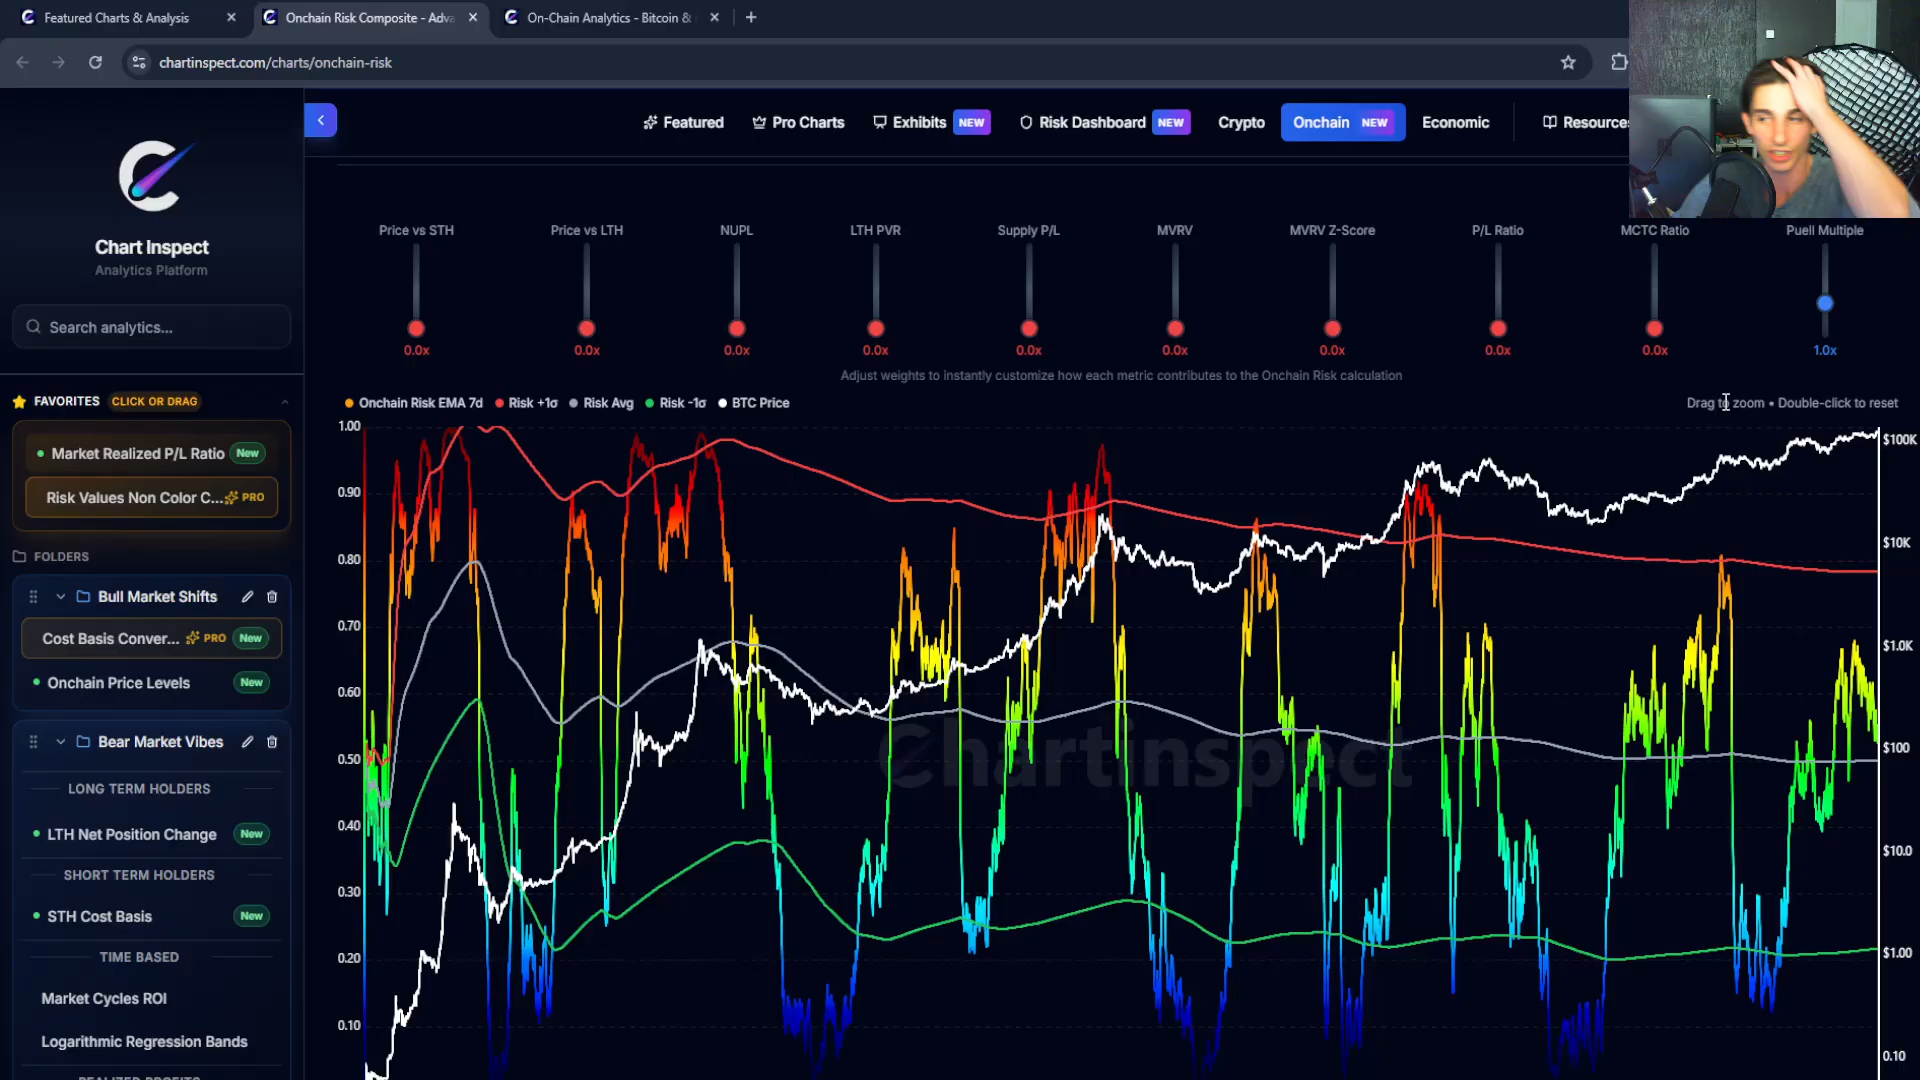 Featured Charts & Analysis
Onchain Risk Composite - Adva
On-Chain Analytics - Bitcoin &
chartinspect.com/charts/onchain-risk
Featured
Pro Charts
Exhibits NEW
Risk Dashboard NEW
Crypto
Onchain NEW
Economic
Resources
Chart Inspect
Analytics Platform
Search analytics...
FAVORITES CLICK OR DRAG
Market Realized P/L Ratio New
Risk Values Non Color C... PRO
FOLDERS
Bull Market Shifts
Cost Basis Conver... PRO New
Onchain Price Levels New
Bear Market Vibes
LONG TERM HOLDERS
LTH Net Position Change New
SHORT TERM HOLDERS
STH Cost Basis New
TIME BASED
Market Cycles ROI
Logarithmic Regression Bands
REALIZED PROFITS
Price vs STH
Price vs LTH
NUPL
LTH PVR
Supply P/L
MVRV
MVRV Z-Score
P/L Ratio
MCTC Ratio
Puell Multiple
0.0x
0.0x
0.0x
0.0x
0.0x
0.0x
0.0x
0.0x
0.0x
1.0x
Adjust weights to instantly customize how each metric contributes to the Onchain Risk calculation
Onchain Risk EMA 7d
Risk +1σ
Risk Avg
Risk -1σ
BTC Price
Drag to zoom • Double-click to reset
1.00
0.90
0.80
0.70
0.60
0.50
0.40
0.30
0.20
0.10
$100K
$10K
$1.0K
$100
$10.0
$1.00
0.10
Chartinspect